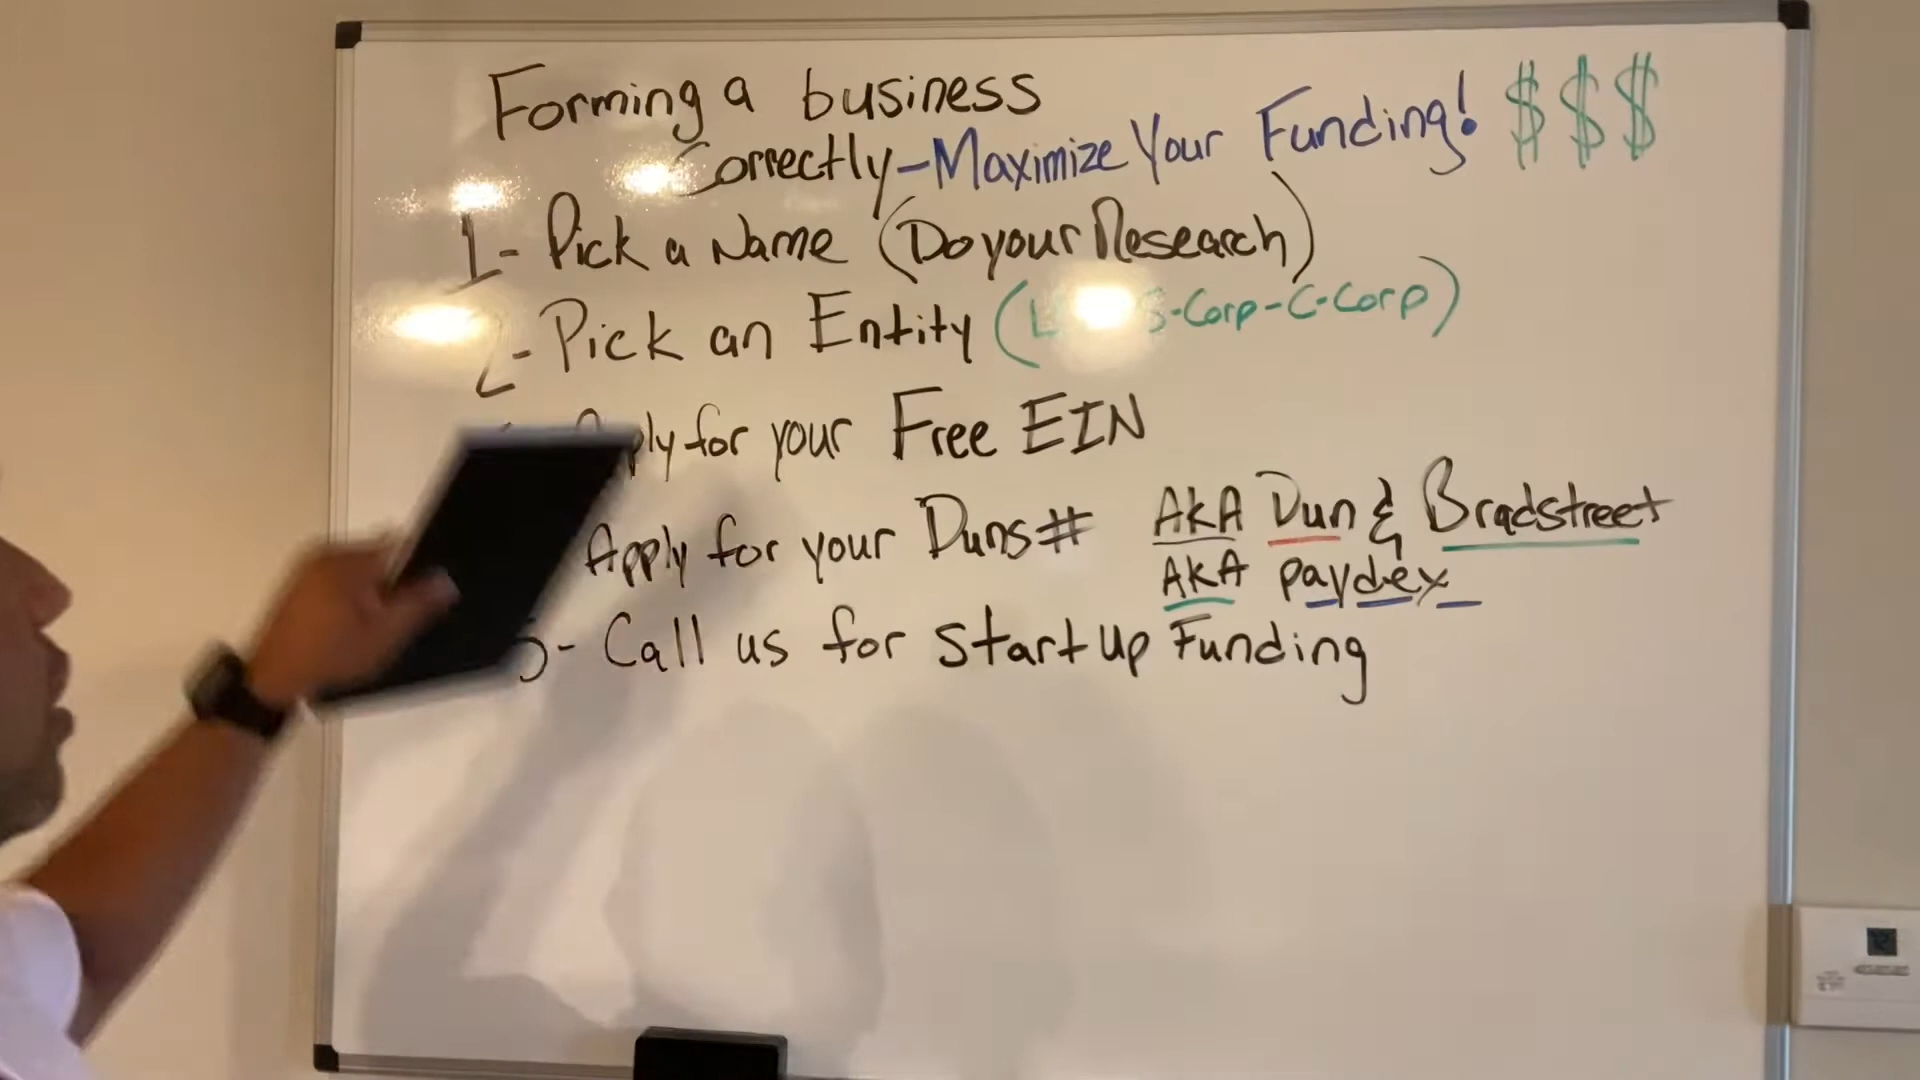 Forming a business
Correctly-Maximize Your Funding! $$$
1- Pick a Name (Do your Research)
2- Pick an Entity (S-Corp-C-Corp)
for your Free EIN
Apply for your Duns# AKA Dun & Bradstreet
AKA paydex
5- Call us for Start up Funding